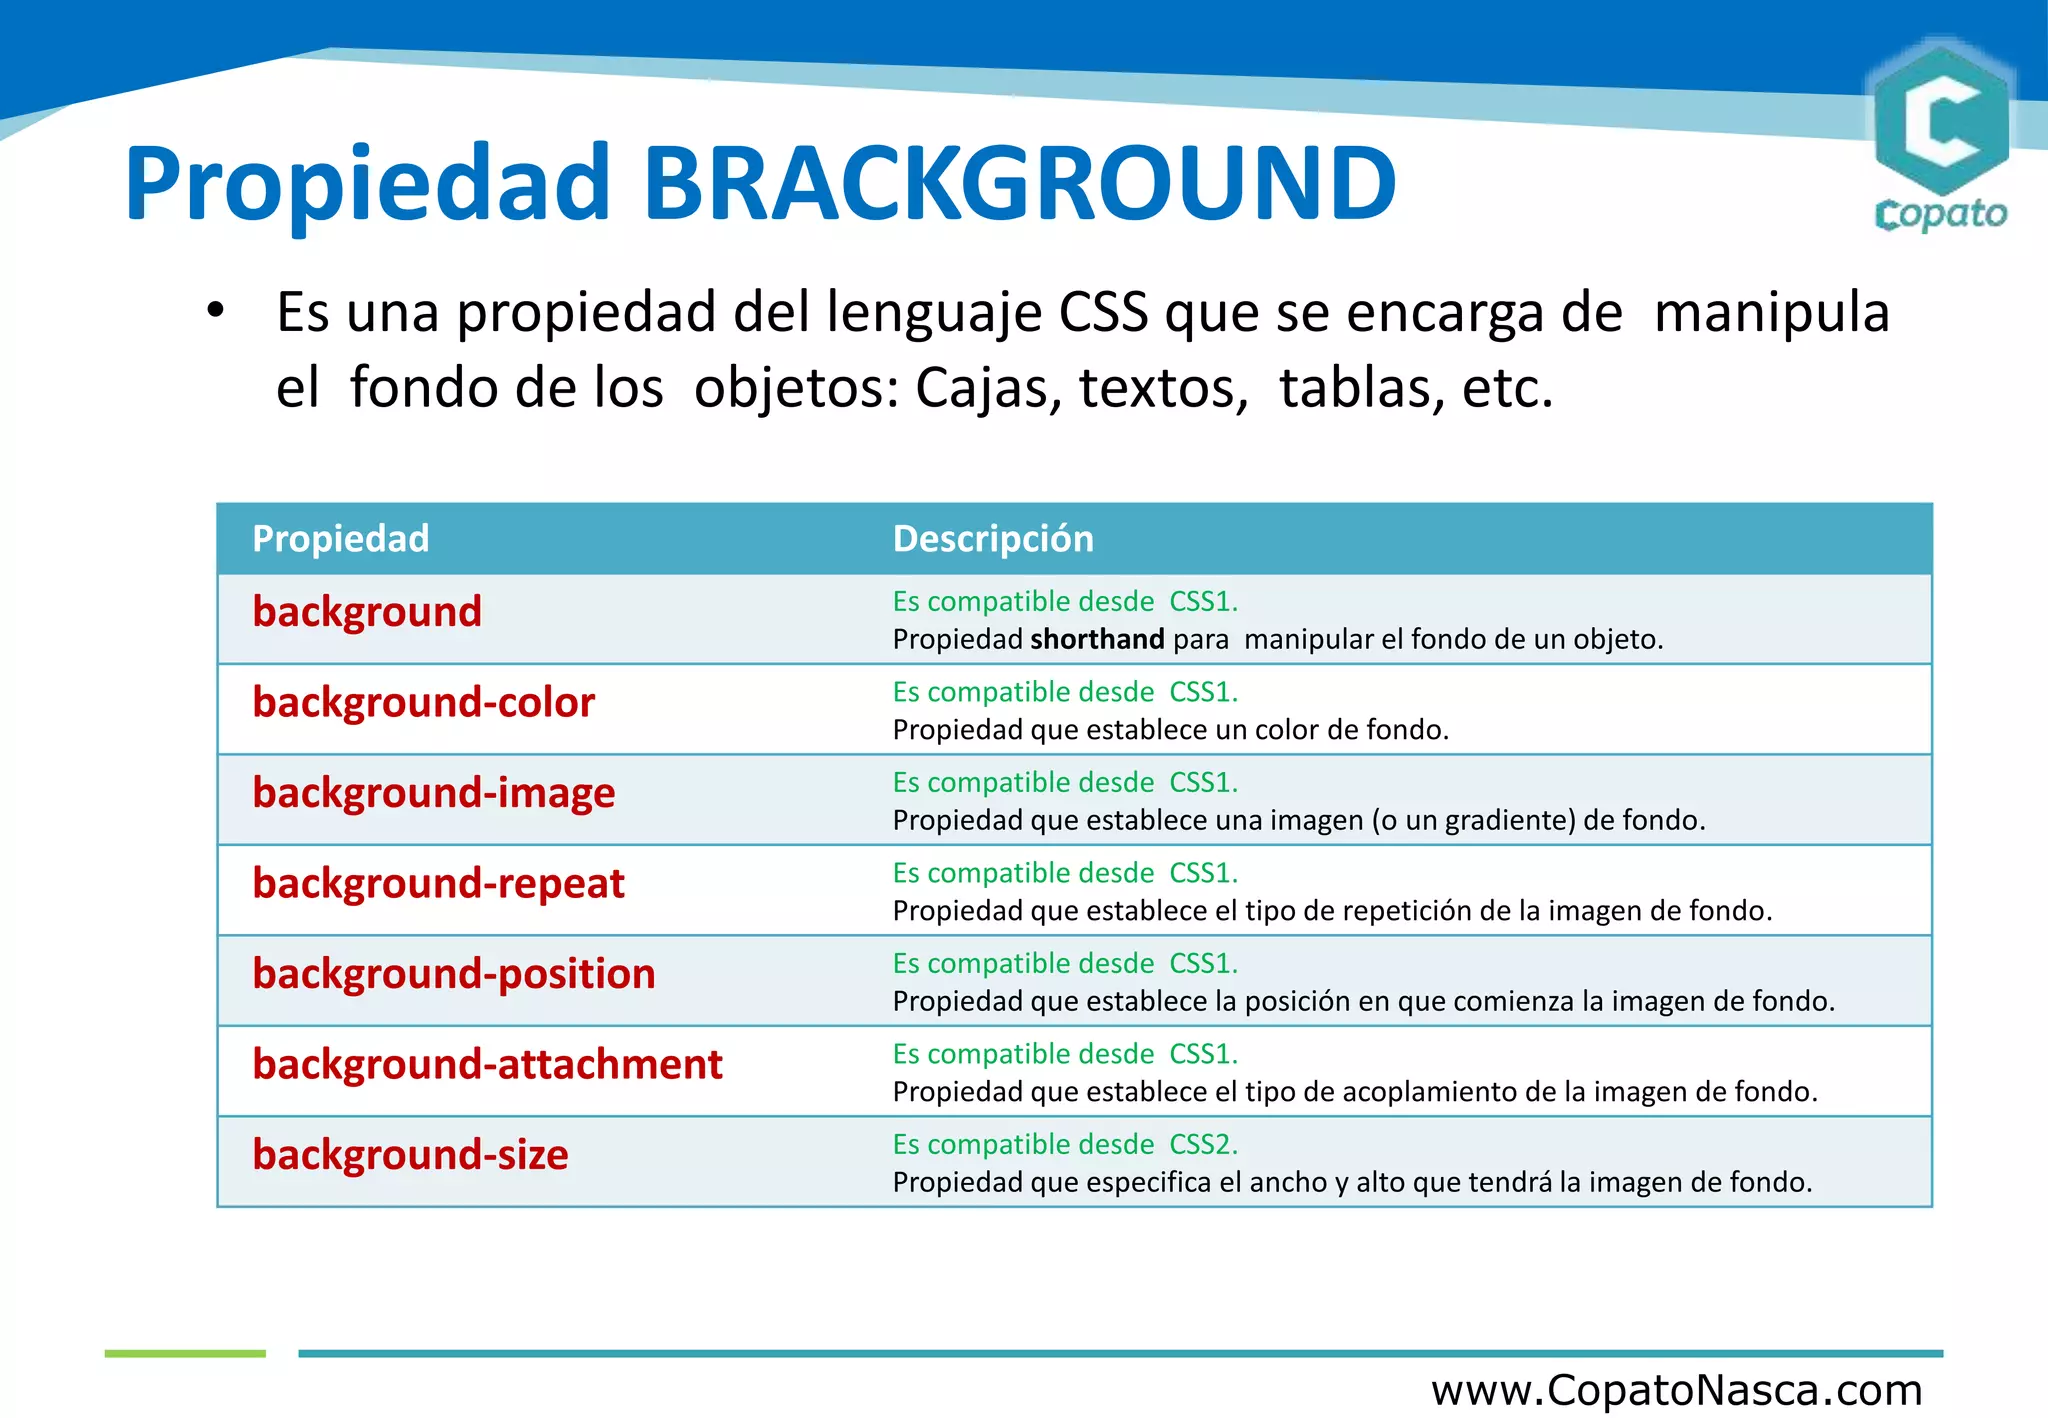 Copato
Propiedad BRACKGROUND
• Es una propiedad del lenguaje CSS que se encarga de manipula
el fondo de los objetos: Cajas, textos, tablas, etc.
Propiedad Descripción
background Es compatible desde CSS1.
Propiedad shorthand para manipular el fondo de un objeto.
background-color Es compatible desde CSS1.
Propiedad que establece un color de fondo.
background-image Es compatible desde CSS1.
Propiedad que establece una imagen (o un gradiente) de fondo.
background-repeat Es compatible desde CSS1.
Propiedad que establece el tipo de repetición de la imagen de fondo.
background-position Es compatible desde CSS1.
Propiedad que establece la posición en que comienza la imagen de fondo.
background-attachment Es compatible desde CSS1.
Propiedad que establece el tipo de acoplamiento de la imagen de fondo.
background-size Es compatible desde CSS2.
Propiedad que especifica el ancho y alto que tendrá la imagen de fondo.
www.CopatoNasca.com